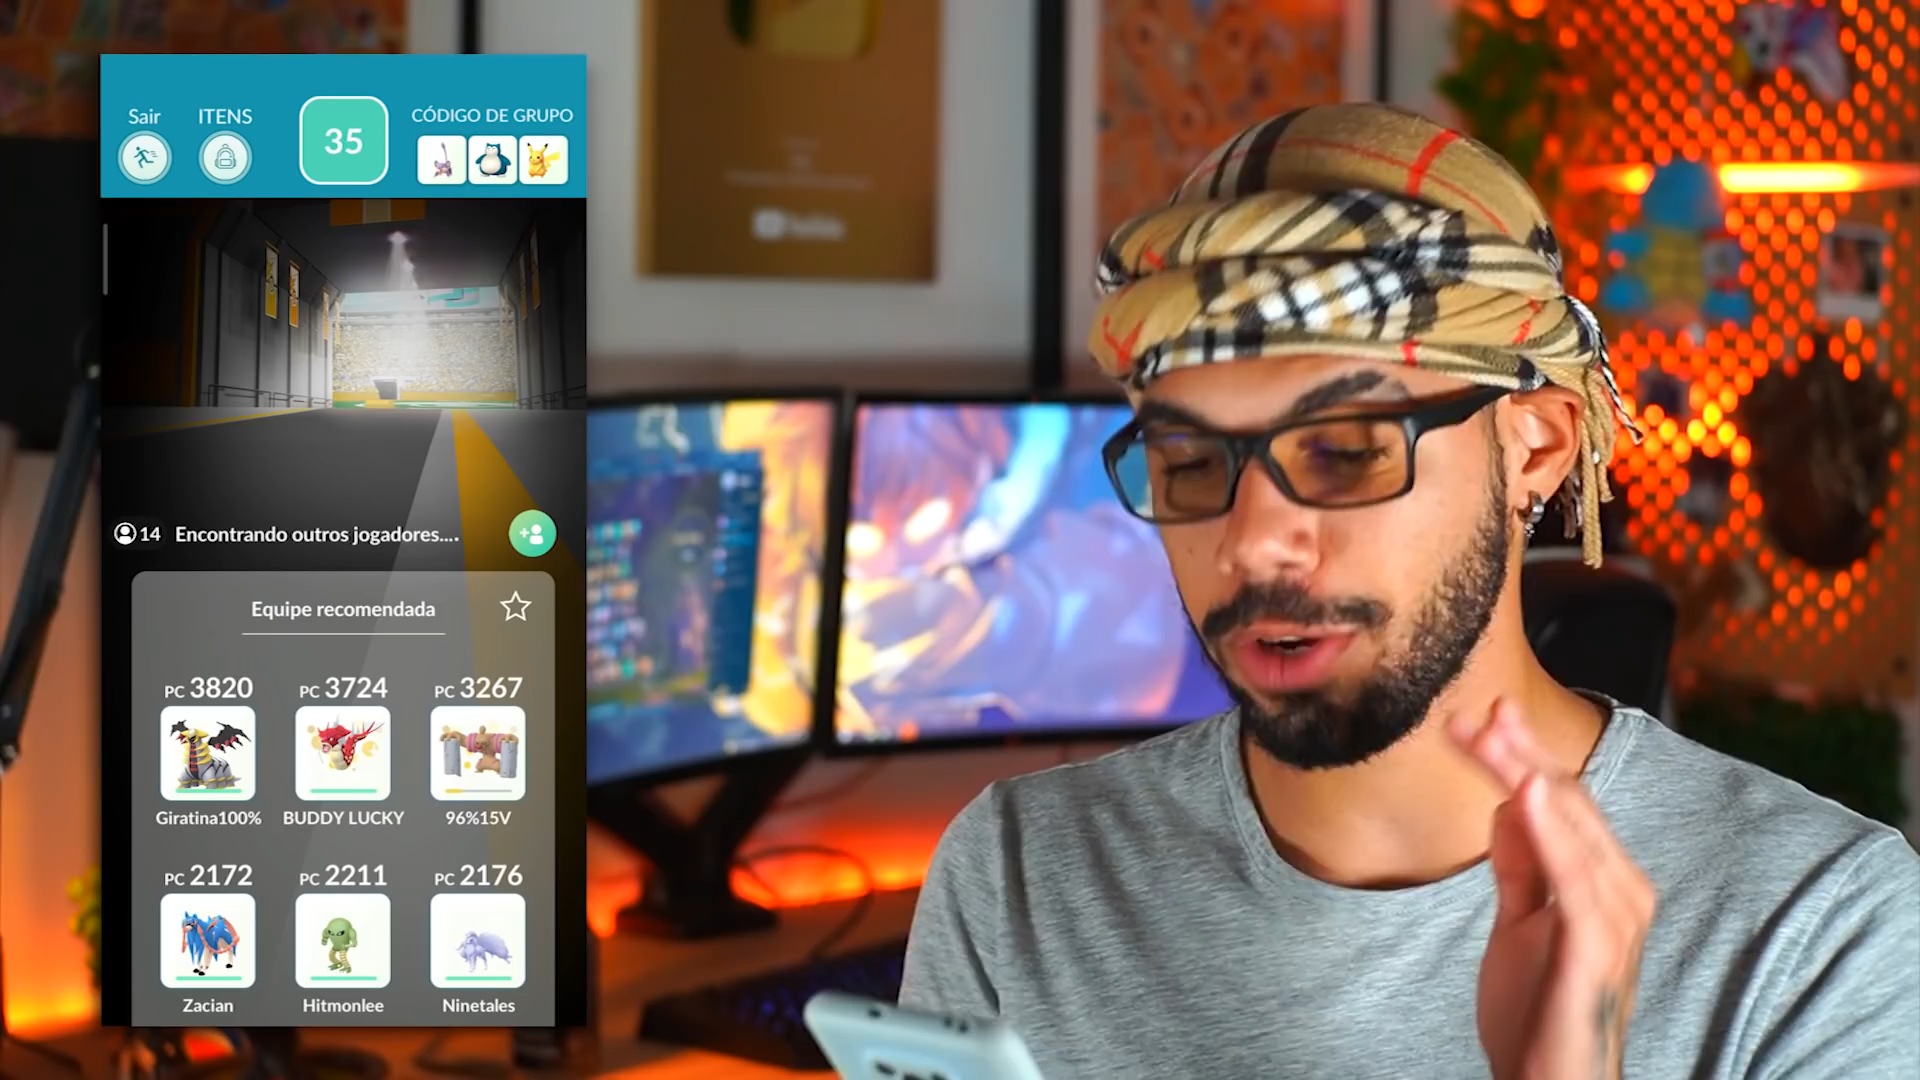 Sair
ITENS
35
CÓDIGO DE GRUPO
14 Encontrando outros jogadores....
Equipe recomendada
PC 3820
PC 3724
PC 3267
Giratina100%
BUDDY LUCKY
96%15V
PC 2172
PC 2211
PC 2176
Zacian
Hitmonlee
Ninetales